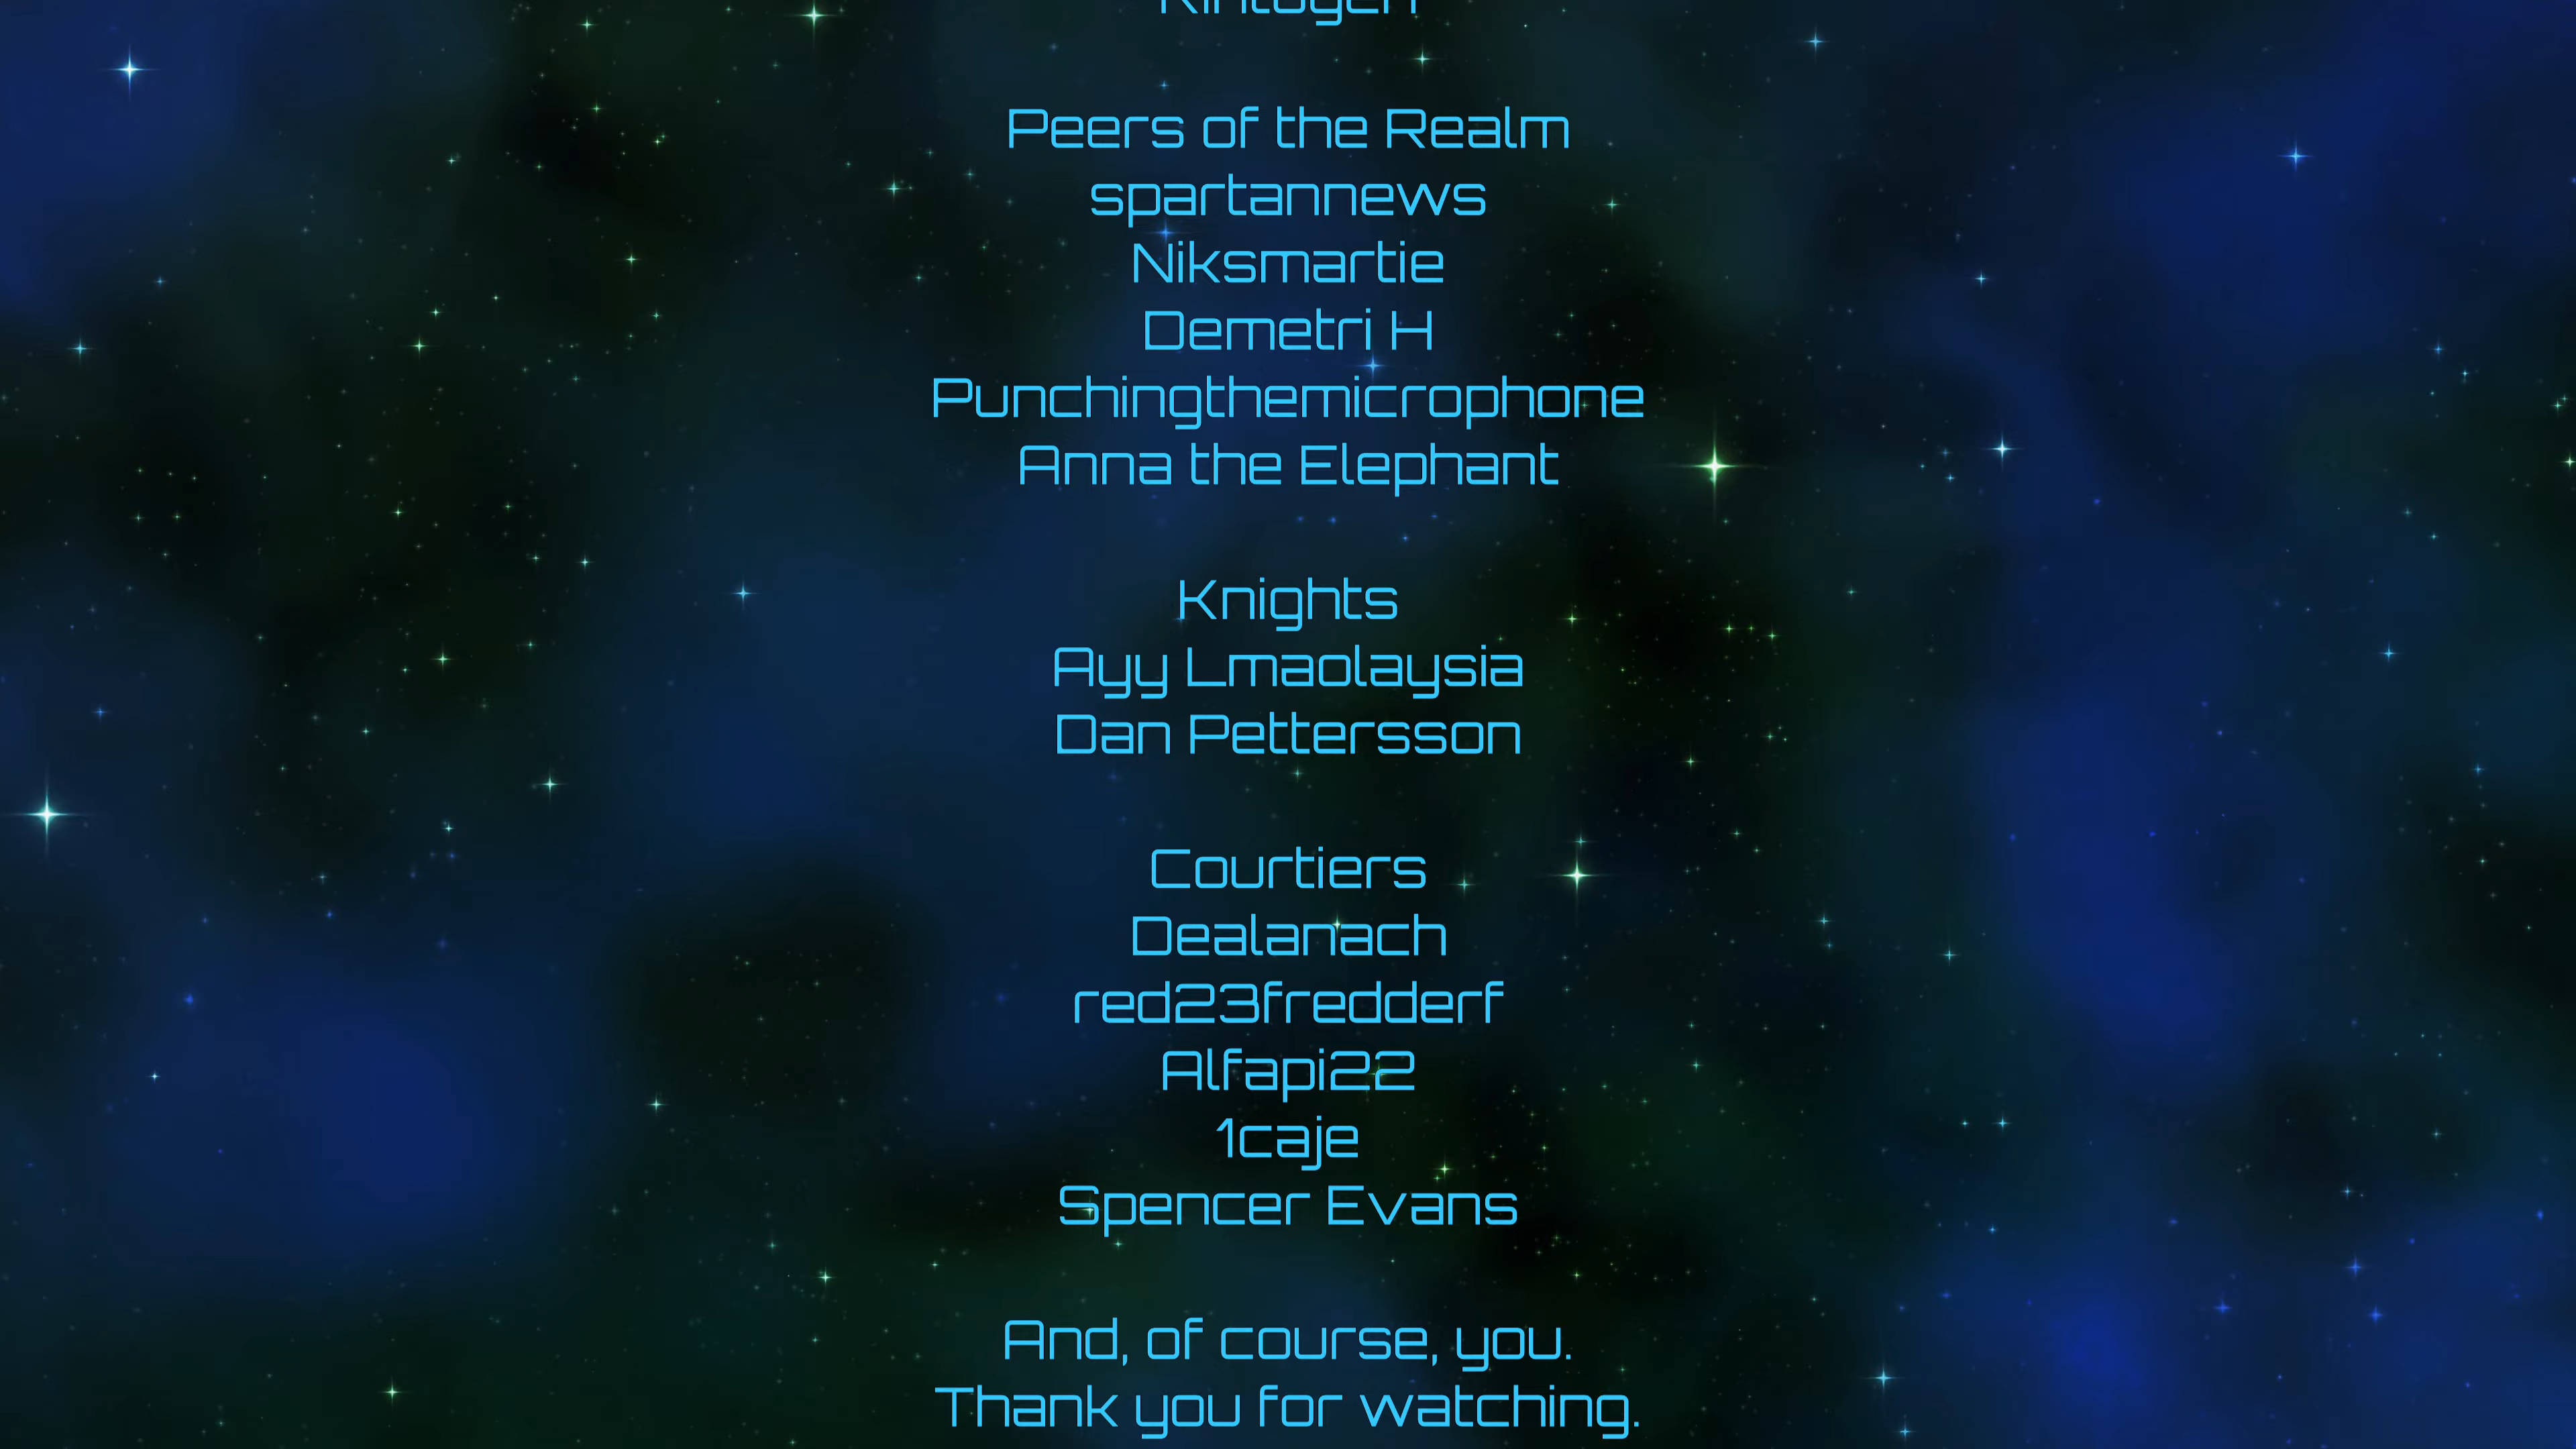 Peers of the Realm
spartannews
Niksmartie
Demetri H
Punchingthemicrophone
Anna the Elephant
Knights
Ayy Lmaolaysia
Dan Pettersson
Courtiers
Dealanach
red23fredderf
Alfapi22
1caje
Spencer Evans
And, of course, you.
Thank you for watching.